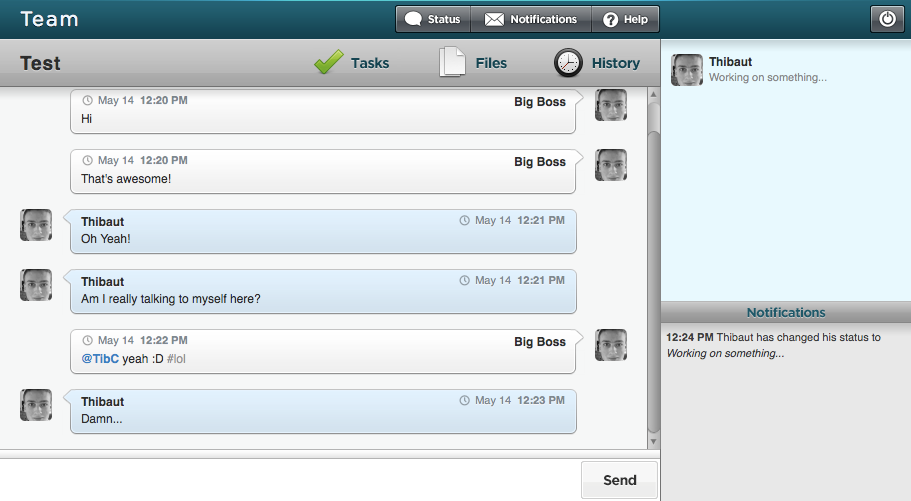 Team
Status Notifications Help
Test
Tasks Files History
May 14 12:20 PM Big Boss
Hi
May 14 12:20 PM Big Boss
That's awesome!
Thibaut May 14 12:21 PM
Oh Yeah!
Thibaut May 14 12:21 PM
Am I really talking to myself here?
May 14 12:22 PM Big Boss
@TibC yeah :D #lol
Thibaut May 14 12:23 PM
Damn...
Send
Thibaut
Working on something...
Notifications
12:24 PM Thibaut has changed his status to
Working on something...